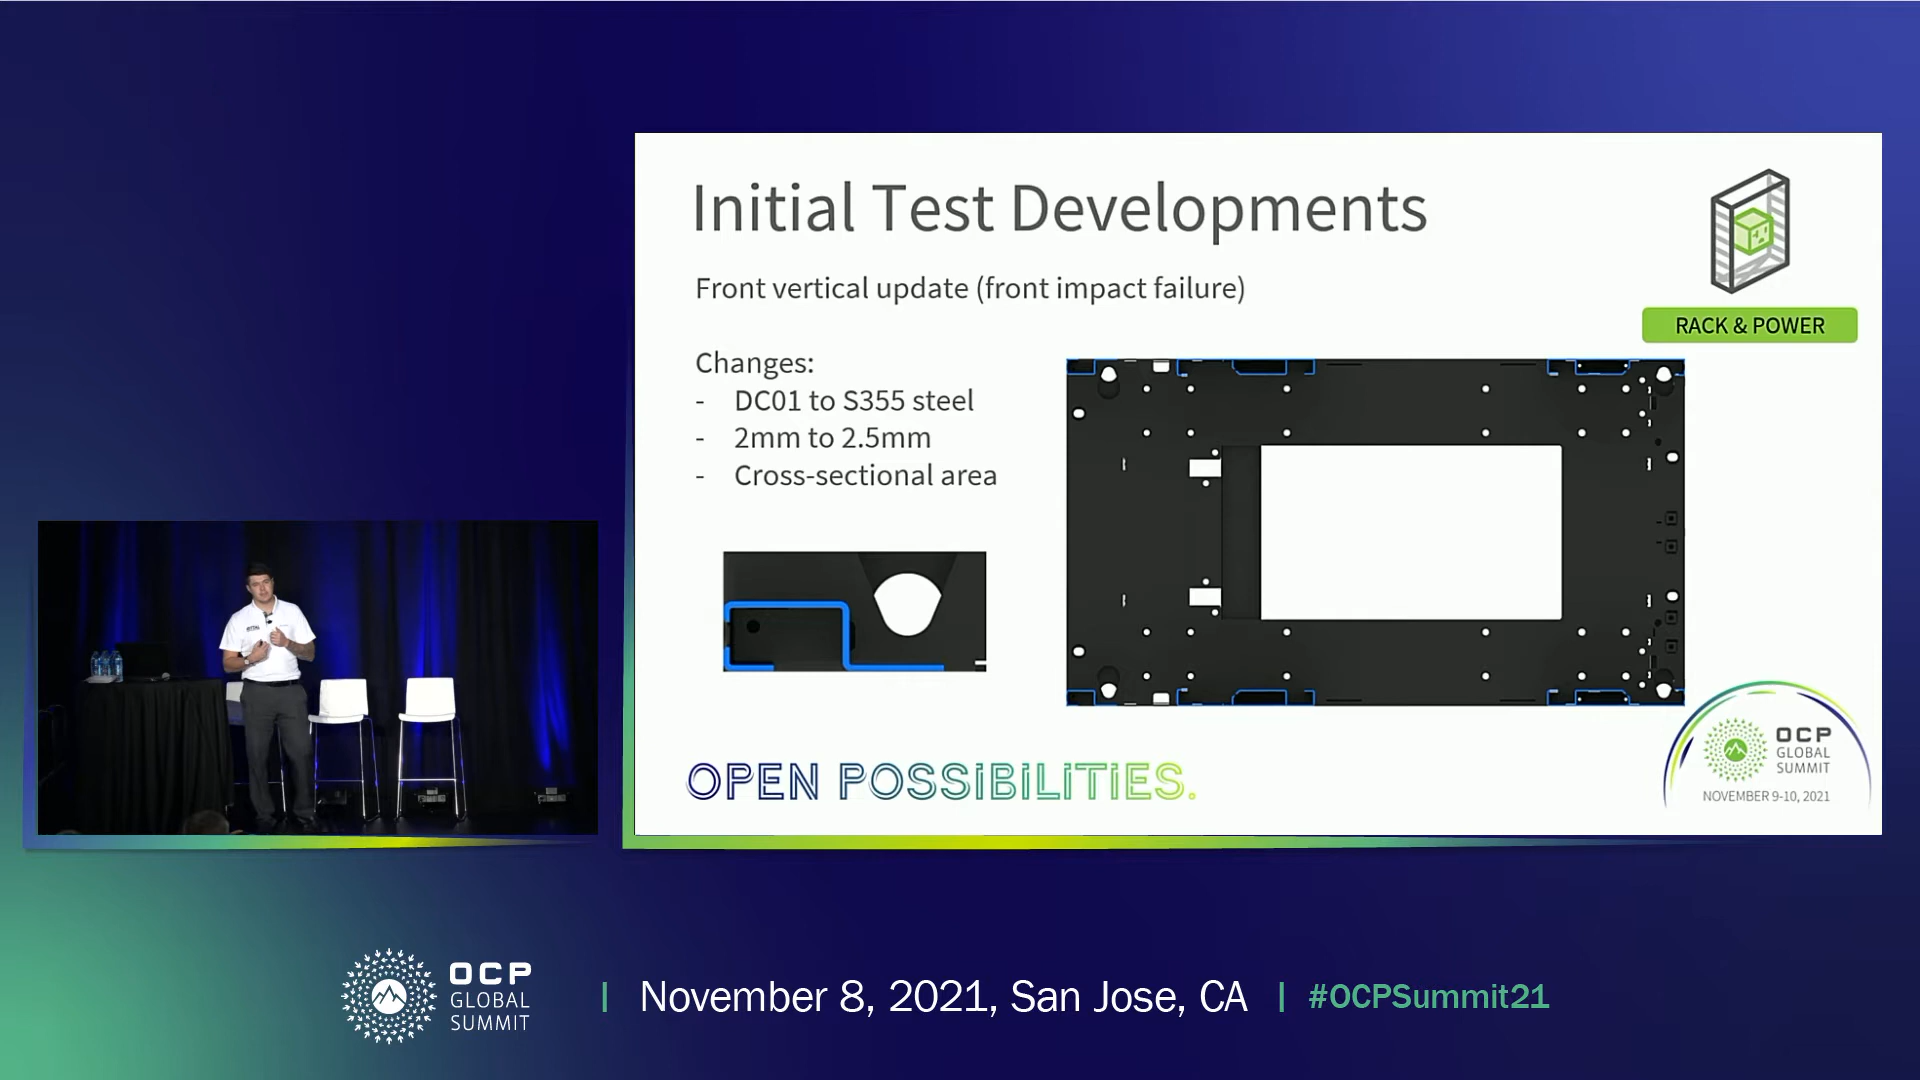 Initial Test Developments
Front vertical update (front impact failure)
RACK & POWER
Changes:
- DC01 to S355 steel
- 2mm to 2.5mm
- Cross-sectional area
OPEN POSSIBILITIES.
OCP
GLOBAL
SUMMIT
NOVEMBER 9-10, 2021
OCP
GLOBAL
SUMMIT
| November 8, 2021, San Jose, CA | #OCPSummit21